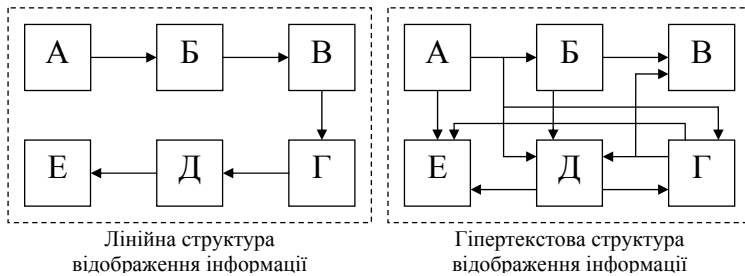 А Б В
Е Д Г
Лінійна структура
відображення інформації
А Б В
Е Д Г
Гіпертекстова структура
відображення інформації